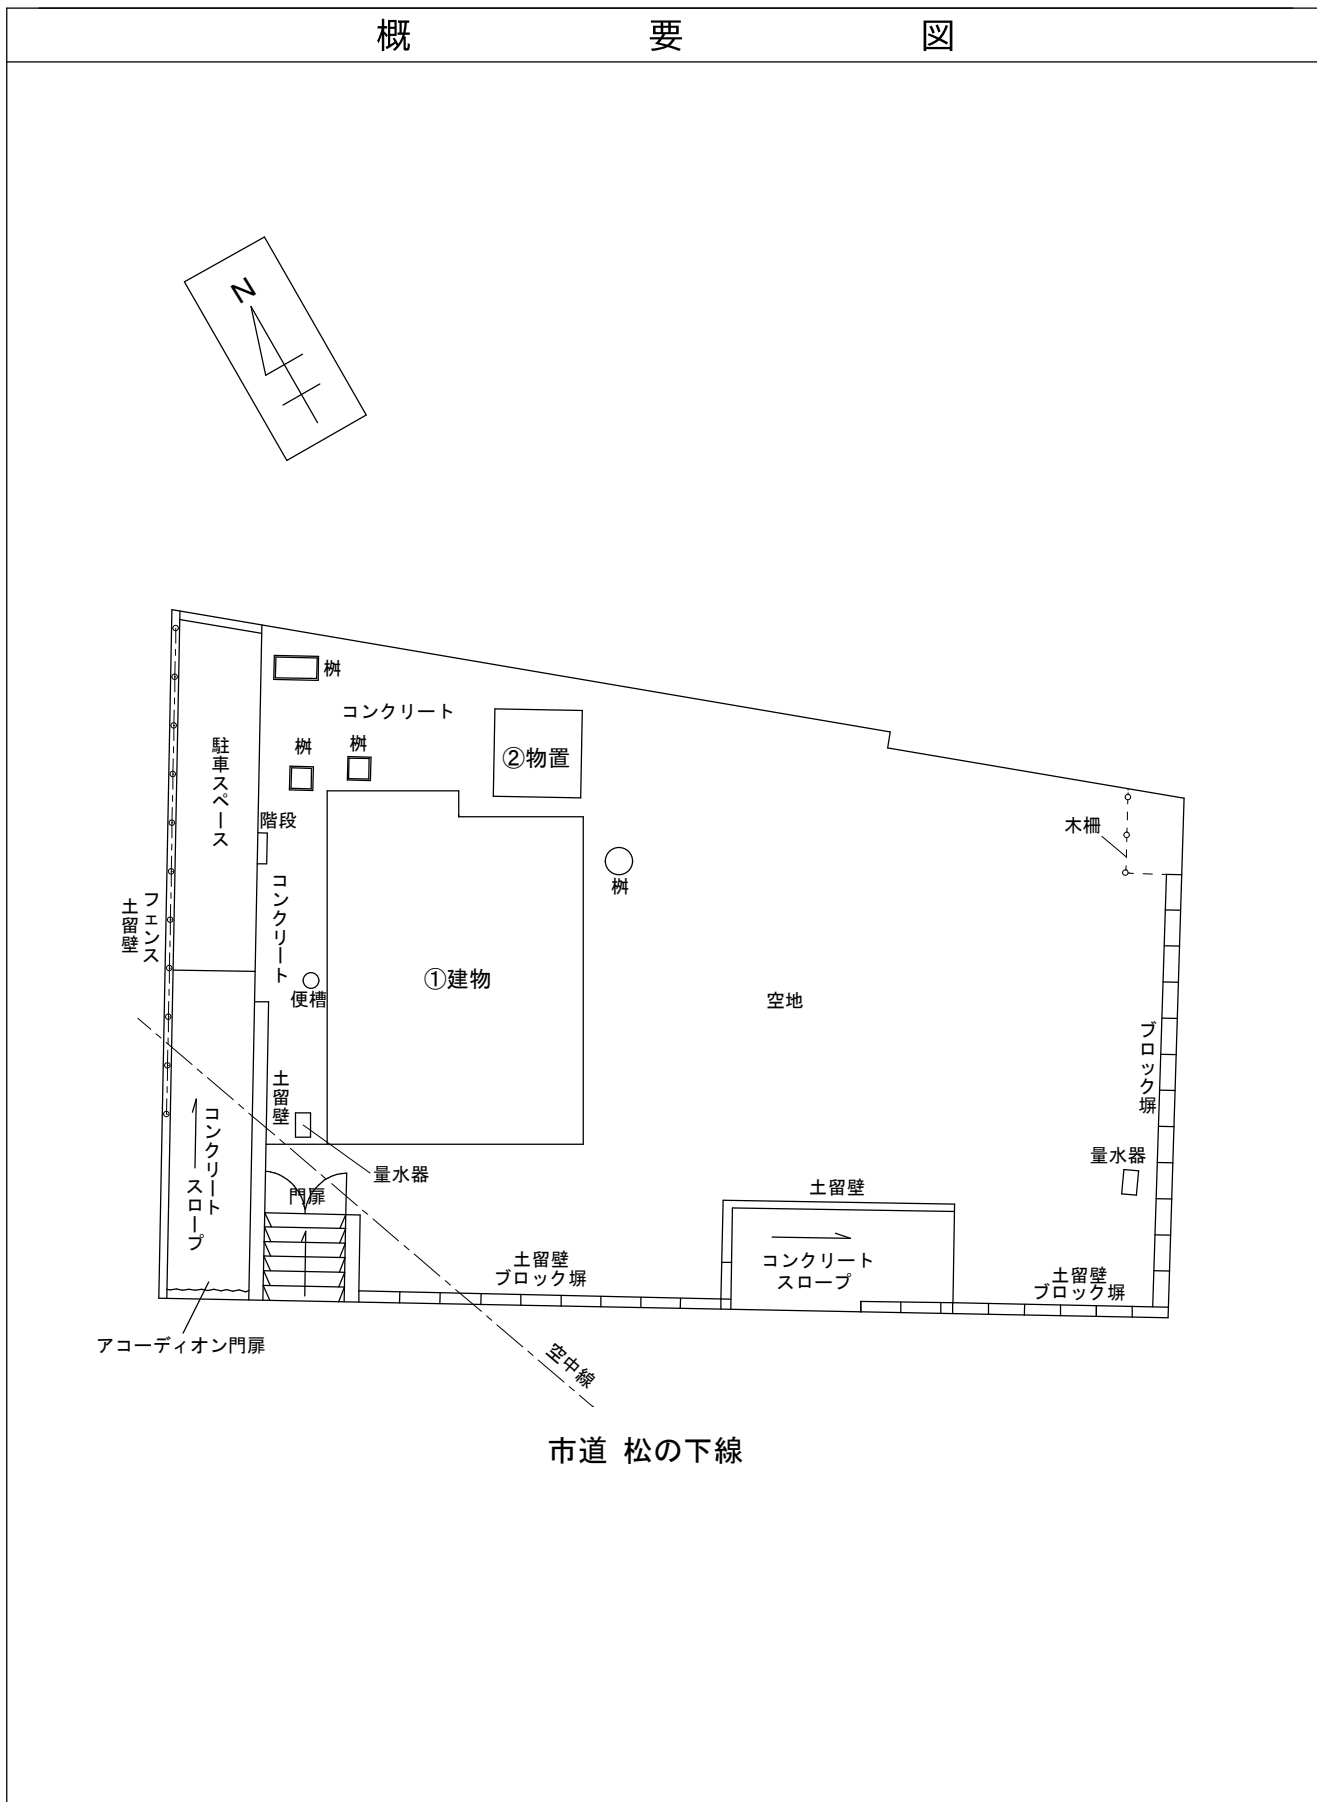 概要図
N
桝
コンクリート
桝
桝
②物置
駐車スペース
階段
木柵
桝
コンクリート
フェンス
土留壁
①建物
便槽
空地
ブロック塀
土留壁
コンクリート
スロープ
量水器
量水器
門扉
土留壁
コンクリート
スロープ
土留壁
ブロック塀
土留壁
ブロック塀
アコーディオン門扉
空中線
市道 松の下線